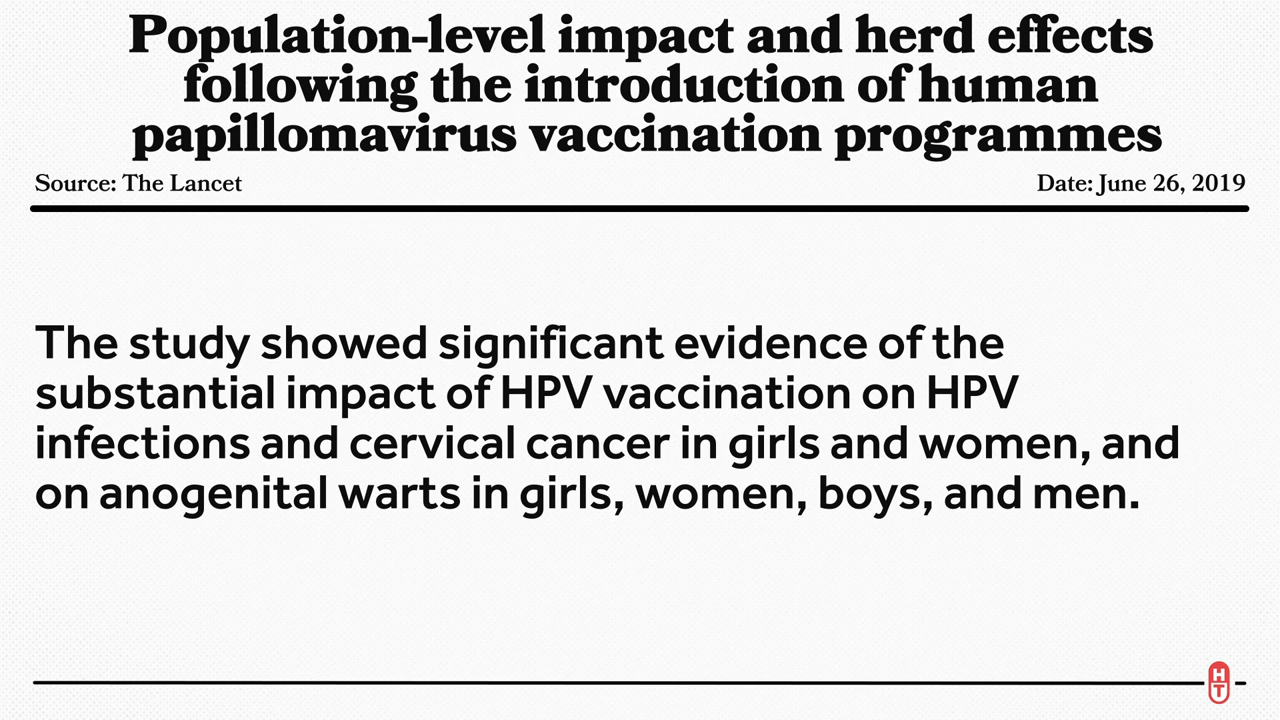 Population-level impact and herd effects
following the introduction of human
papillomavirus vaccination programmes
Source: The Lancet
Date: June 26, 2019
The study showed significant evidence of the
substantial impact of HPV vaccination on HPV
infections and cervical cancer in girls and women, and
on anogenital warts in girls, women, boys, and men.
H
T